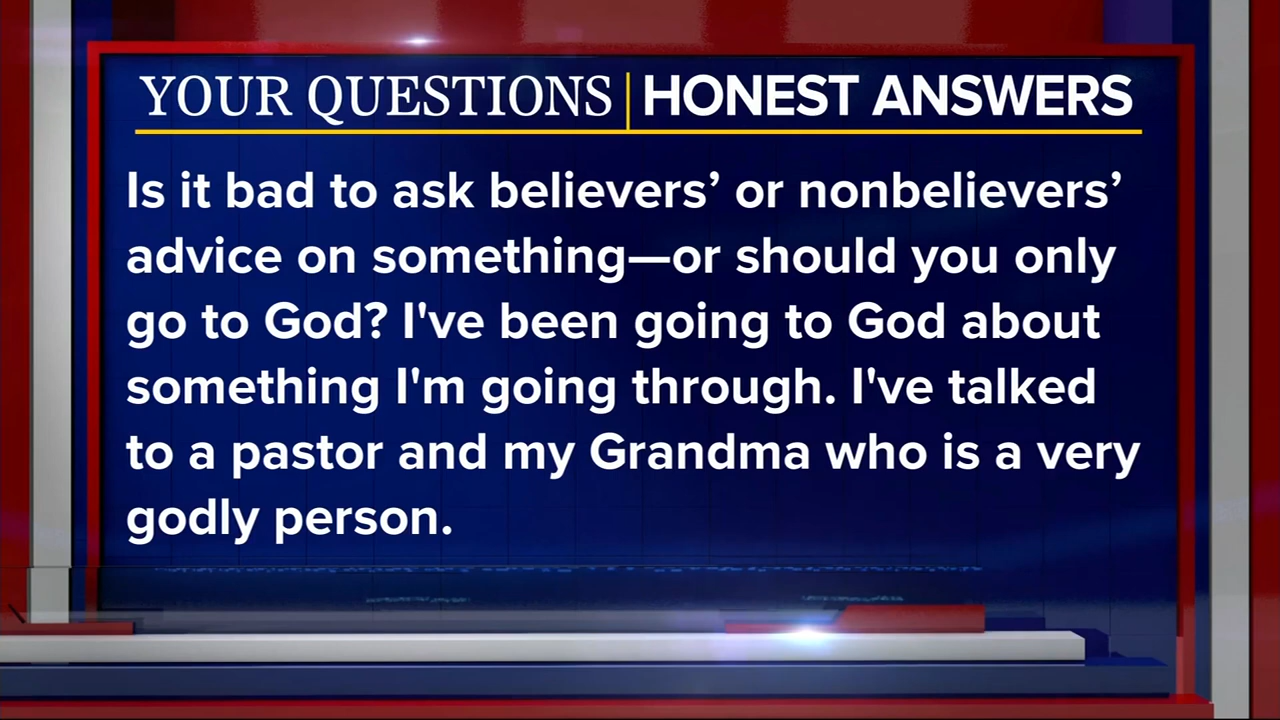 YOUR QUESTIONS | HONEST ANSWERS
Is it bad to ask believers’ or nonbelievers’
advice on something—or should you only
go to God? I've been going to God about
something I'm going through. I've talked
to a pastor and my Grandma who is a very
godly person.